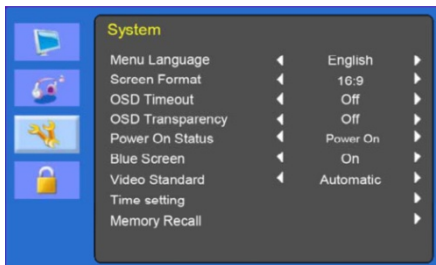 System
Menu Language English
Screen Format 16:9
OSD Timeout Off
OSD Transparency Off
Power On Status Power On
Blue Screen On
Video Standard Automatic
Time setting
Memory Recall